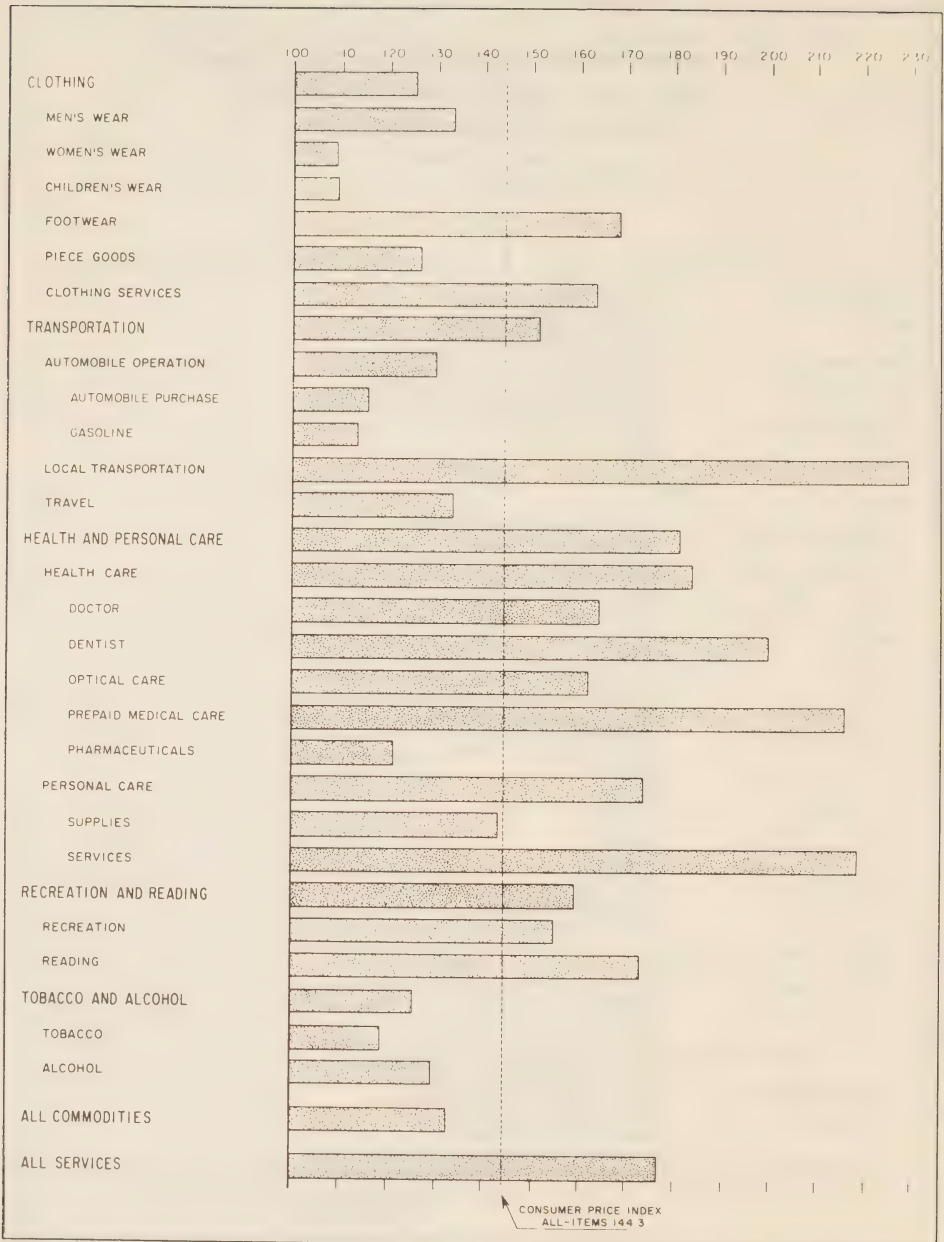 100 110 120 130 140 150 160 170 180 190 200 210 220 230
CLOTHING
MEN'S WEAR
WOMEN'S WEAR
CHILDREN'S WEAR
FOOTWEAR
PIECE GOODS
CLOTHING SERVICES
TRANSPORTATION
AUTOMOBILE OPERATION
AUTOMOBILE PURCHASE
GASOLINE
LOCAL TRANSPORTATION
TRAVEL
HEALTH AND PERSONAL CARE
HEALTH CARE
DOCTOR
DENTIST
OPTICAL CARE
PREPAID MEDICAL CARE
PHARMACEUTICALS
PERSONAL CARE
SUPPLIES
SERVICES
RECREATION AND READING
RECREATION
READING
TOBACCO AND ALCOHOL
TOBACCO
ALCOHOL
ALL COMMODITIES
ALL SERVICES
CONSUMER PRICE INDEX
ALL-ITEMS 144.3